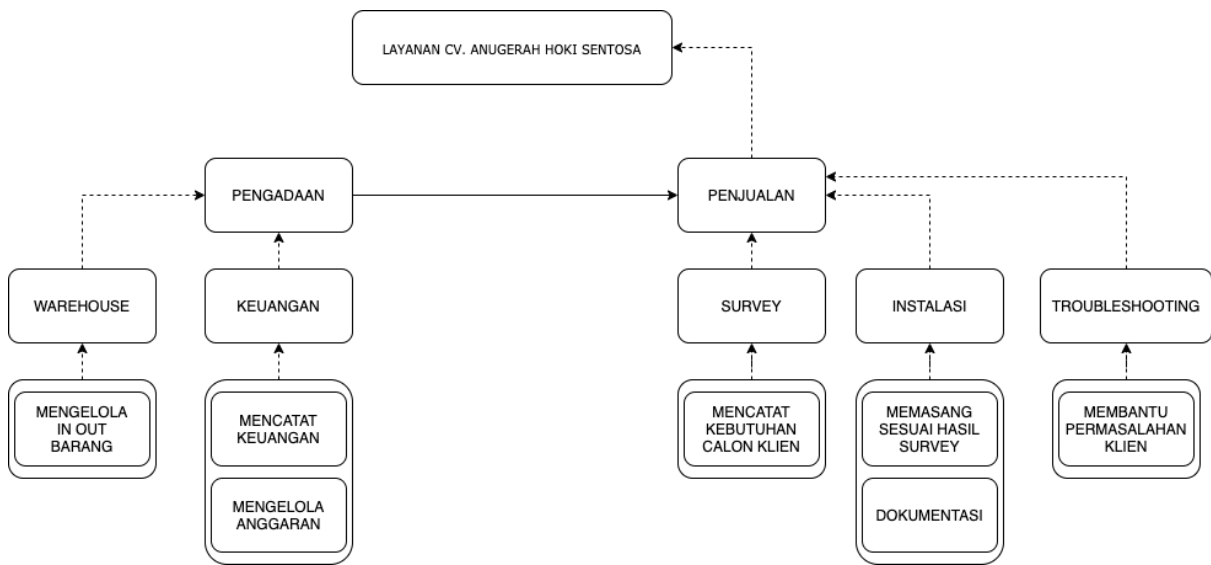 LAYANAN CV. ANUGERAH HOKI SENTOSA
PENGADAAN
PENJUALAN
WAREHOUSE
KEUANGAN
SURVEY
INSTALASI
TROUBLESHOOTING
MENGELOLA
IN OUT
BARANG
MENCATAT
KEUANGAN
MENGELOLA
ANGGARAN
MENCATAT
KEBUTUHAN
CALON KLIEN
MEMASANG
SESUAI HASIL
SURVEY
DOKUMENTASI
MEMBANTU
PERMASALAHAN
KLIEN